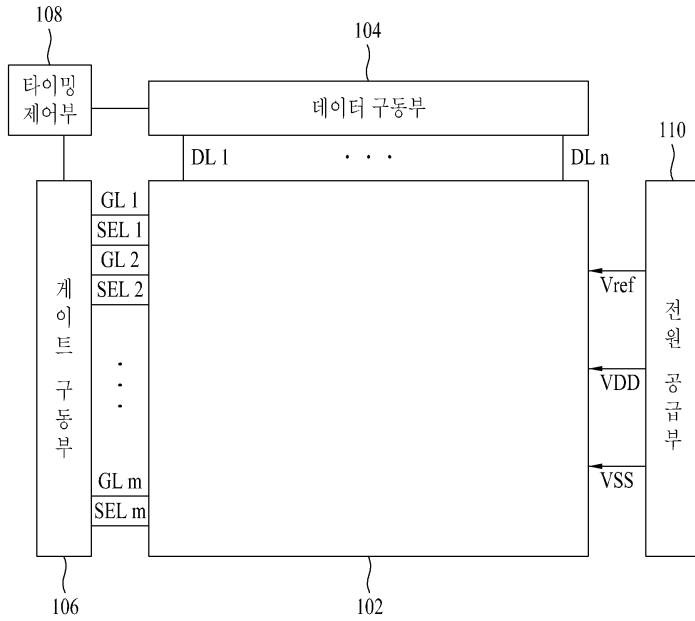 108
104
타이밍
제어부
데이터 구동부
110
DL 1
· · ·
DL n
GL 1
SEL 1
GL 2
SEL 2
Vref
게이트 구동부
전원 공급부
VDD
VSS
GL m
SEL m
106
102